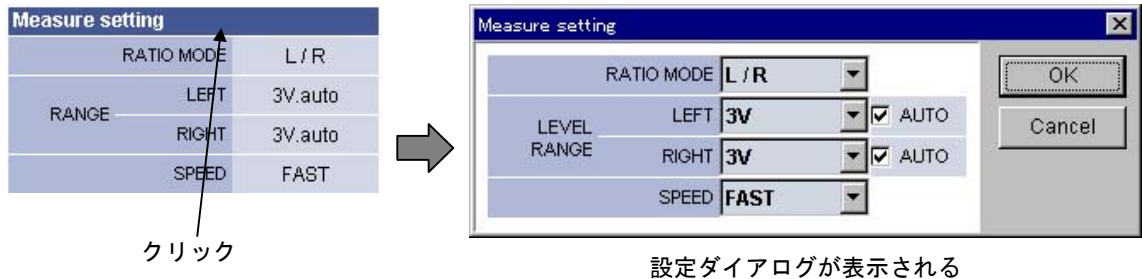 Measure setting
RATIO MODE L / R
RANGE LEFT 3V.auto
RIGHT 3V.auto
SPEED FAST
クリック
Measure setting
RATIO MODE L / R
LEVEL RANGE LEFT 3V AUTO
RIGHT 3V AUTO
SPEED FAST
OK
Cancel
設定ダイアログが表示される